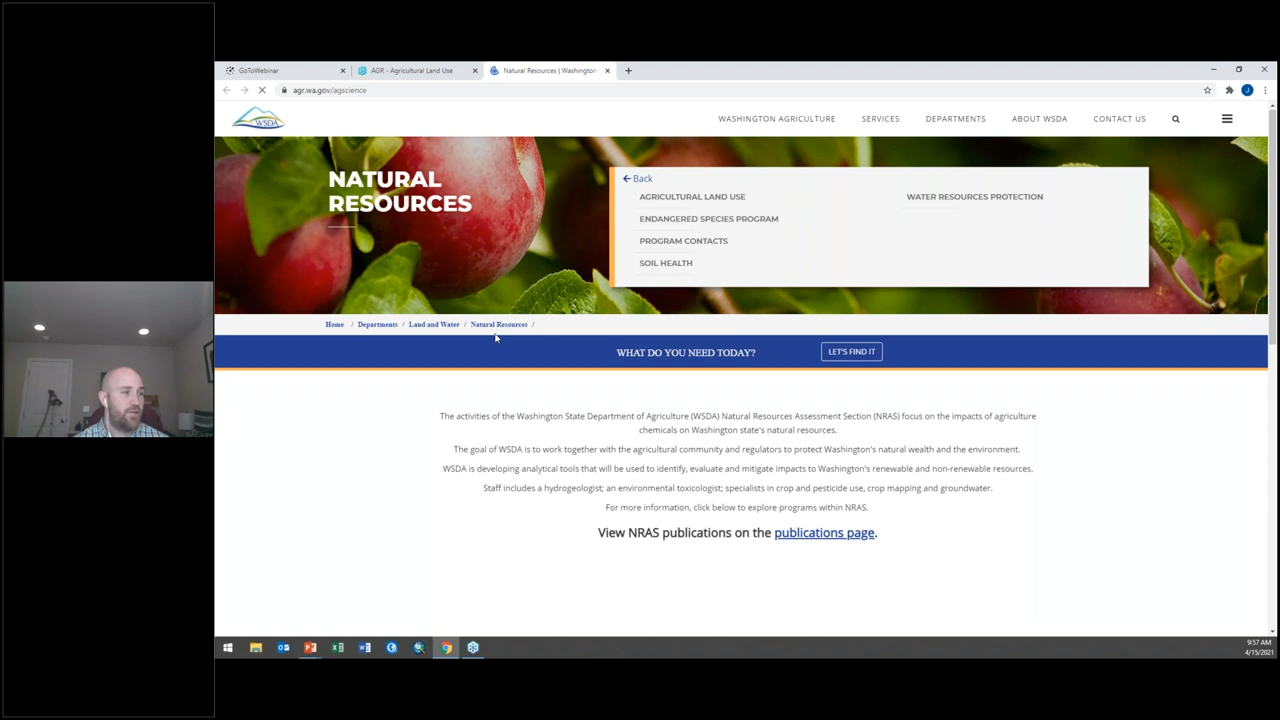 GoToWebinar
AGR - Agricultural Land Use
Natural Resources | Washington
agr.wa.gov/agscience
J
WSDA
WASHINGTON AGRICULTURE
SERVICES
DEPARTMENTS
ABOUT WSDA
CONTACT US
NATURAL
RESOURCES
Back
AGRICULTURAL LAND USE
WATER RESOURCES PROTECTION
ENDANGERED SPECIES PROGRAM
PROGRAM CONTACTS
SOIL HEALTH
Home / Departments / Land and Water / Natural Resources /
WHAT DO YOU NEED TODAY?
LET'S FIND IT
The activities of the Washington State Department of Agriculture (WSDA) Natural Resources Assessment Section (NRAS) focus on the impacts of agriculture
chemicals on Washington state's natural resources.
The goal of WSDA is to work together with the agricultural community and regulators to protect Washington's natural wealth and the environment.
WSDA is developing analytical tools that will be used to identify, evaluate and mitigate impacts to Washington's renewable and non-renewable resources.
Staff includes a hydrogeologist; an environmental toxicologist; specialists in crop and pesticide use, crop mapping and groundwater.
For more information, click below to explore programs within NRAS.
View NRAS publications on the publications page.
9:57 AM
4/15/2021